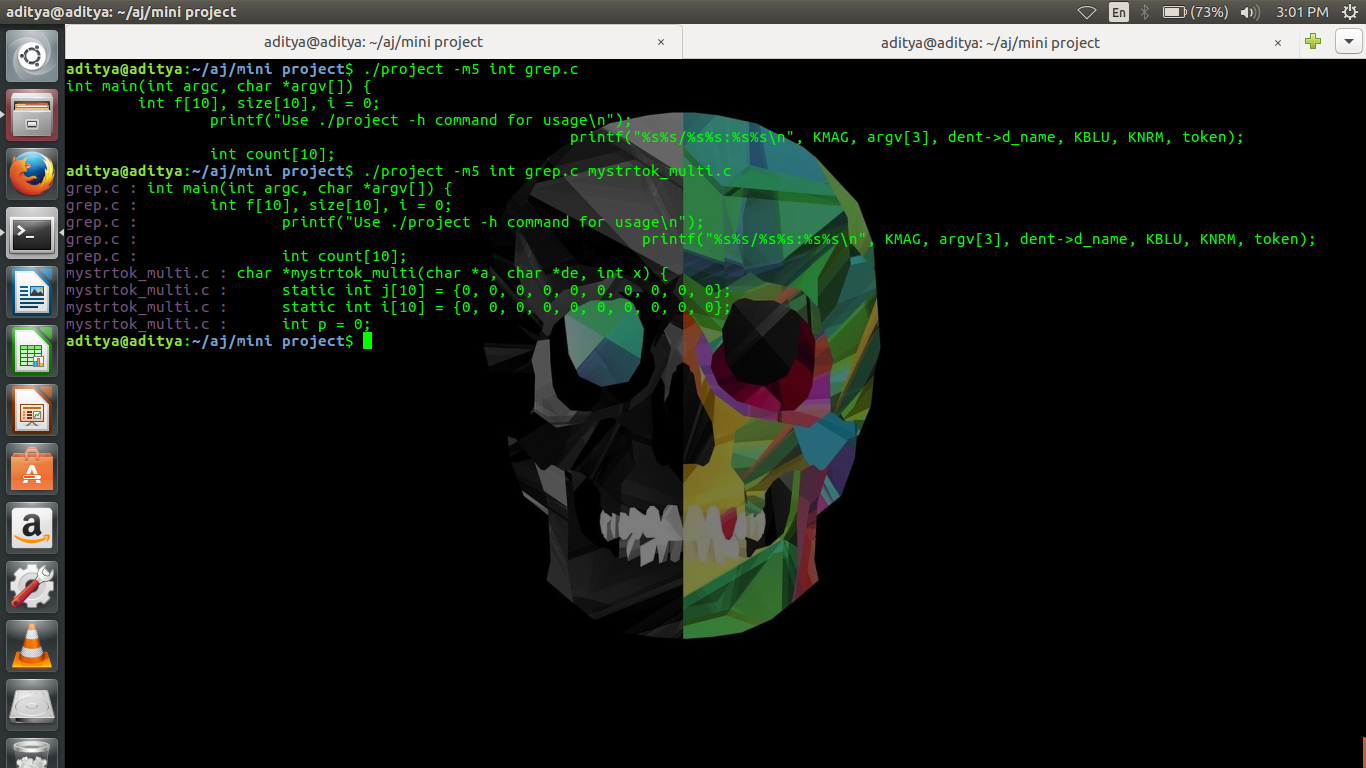 aditya@aditya: ~/aj/mini project
En
(73%)
3:01 PM
aditya@aditya: ~/aj/mini project ×
aditya@aditya: ~/aj/mini project ×
aditya@aditya:~/aj/mini project$ ./project -m5 int grep.c
int main(int argc, char *argv[]) {
        int f[10], size[10], i = 0;
                printf("Use ./project -h command for usage\n");
                                                        printf("%s%s/%s%s:%s%s\n", KMAG, argv[3], dent->d_name, KBLU, KNRM, token);
                int count[10];
aditya@aditya:~/aj/mini project$ ./project -m5 int grep.c mystrtok_multi.c
grep.c : int main(int argc, char *argv[]) {
grep.c :        int f[10], size[10], i = 0;
grep.c :                printf("Use ./project -h command for usage\n");
grep.c :                                                        printf("%s%s/%s%s:%s%s\n", KMAG, argv[3], dent->d_name, KBLU, KNRM, token);
grep.c :                int count[10];
mystrtok_multi.c : char *mystrtok_multi(char *a, char *de, int x) {
mystrtok_multi.c :      static int j[10] = {0, 0, 0, 0, 0, 0, 0, 0, 0, 0};
mystrtok_multi.c :      static int i[10] = {0, 0, 0, 0, 0, 0, 0, 0, 0, 0};
mystrtok_multi.c :      int p = 0;
aditya@aditya:~/aj/mini project$